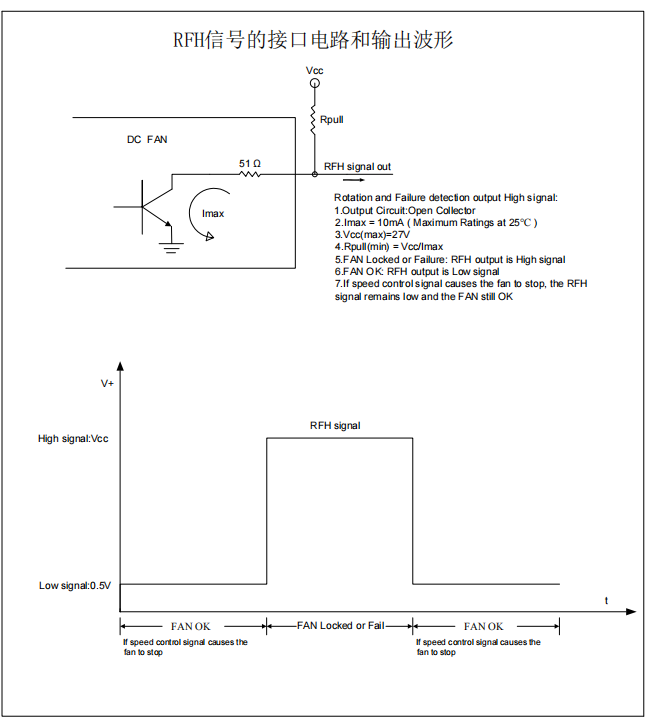 RFH信号的接口电路和输出波形
Vcc
Rpull
DC FAN
51 Ω
RFH signal out
Imax
Rotation and Failure detection output High signal:
1.Output Circuit:Open Collector
2.Imax = 10mA ( Maximum Ratings at 25℃ )
3.Vcc(max)=27V
4.Rpull(min) = Vcc/Imax
5.FAN Locked or Failure: RFH output is High signal
6.FAN OK: RFH output is Low signal
7.If speed control signal causes the fan to stop, the RFH
signal remains low and the FAN still OK
V+
RFH signal
High signal:Vcc
Low signal:0.5V
t
FAN OK
FAN Locked or Fail
FAN OK
If speed control signal causes the
fan to stop
If speed control signal causes the
fan to stop